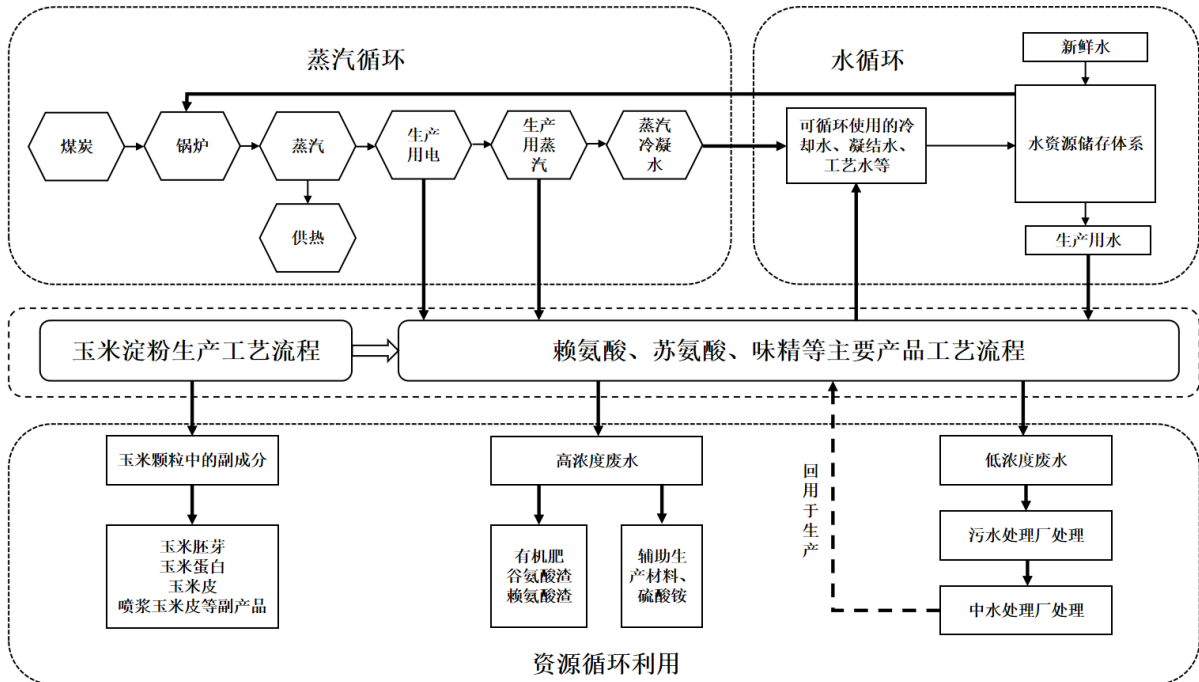 蒸汽循环
水循环
新鲜水
煤炭
锅炉
蒸汽
生产
用电
生产
用蒸
汽
蒸汽
冷凝
水
供热
可循环使用的冷
却水、凝结水、
工艺水等
水资源储存体系
生产用水
玉米淀粉生产工艺流程
赖氨酸、苏氨酸、味精等主要产品工艺流程
玉米颗粒中的副成分
玉米胚芽
玉米蛋白
玉米皮
喷浆玉米皮等副产品
高浓度废水
有机肥
谷氨酸渣
赖氨酸渣
辅助生
产材料、
硫酸铵
回用于生产
低浓度废水
污水处理厂处理
中水处理厂处理
资源循环利用